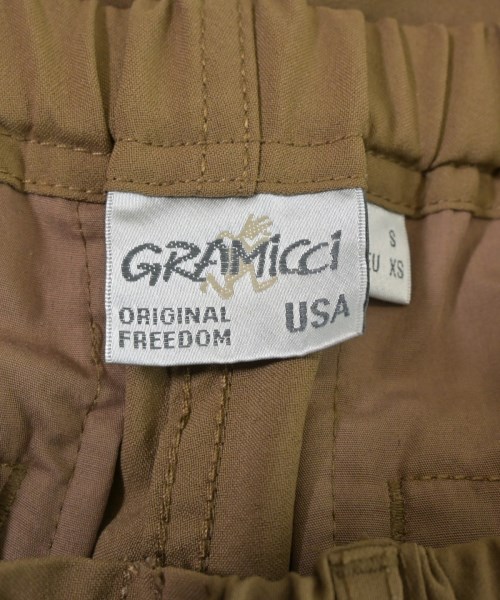 GRAMICCI
ORIGINAL
FREEDOM
USA
S
XS